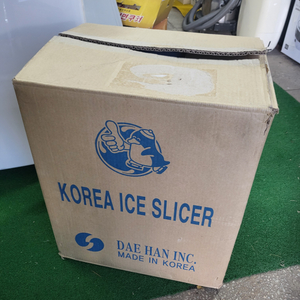 KOREA ICE SLICER
DAE HAN INC.
MADE IN KOREA